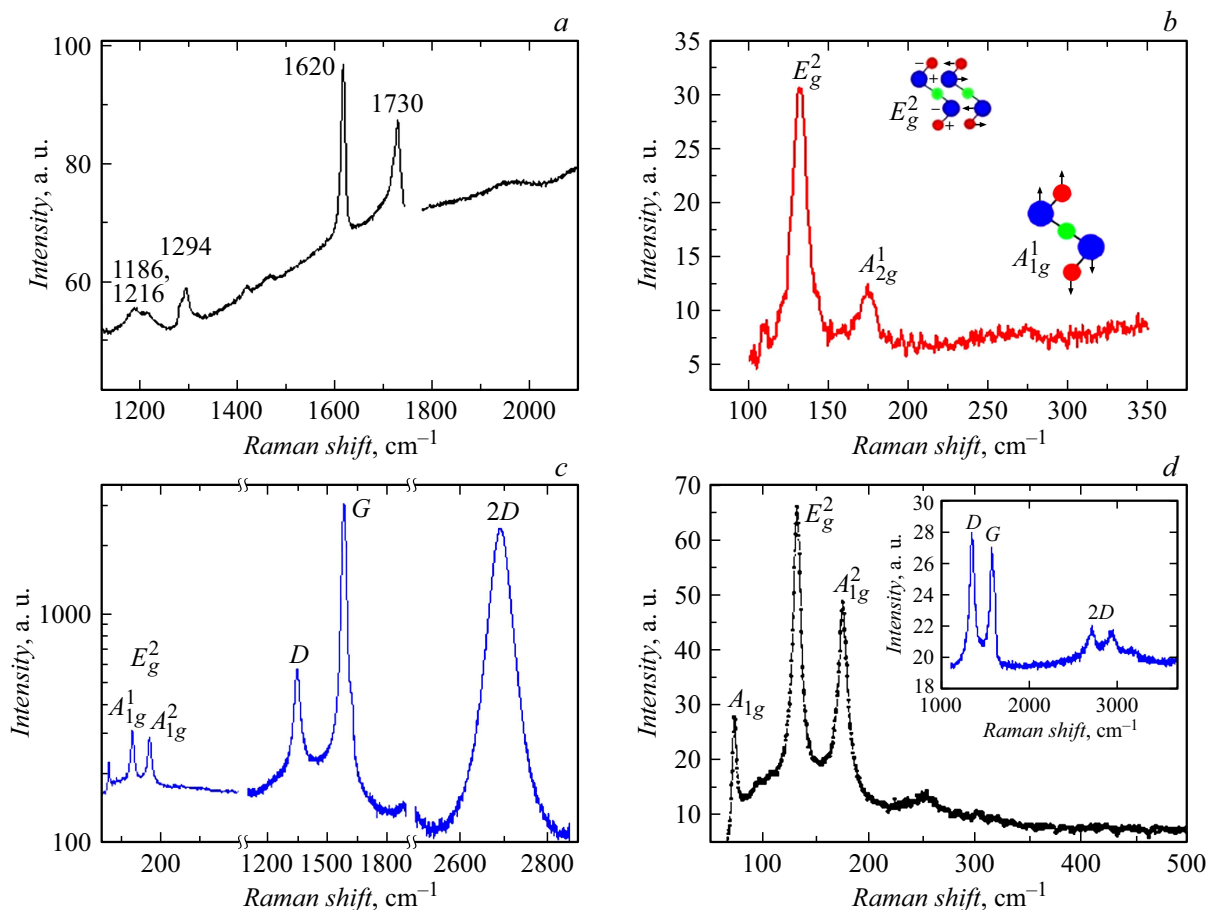 a
100
80
60
1620
1730
1294
1186,
1216
Intensity, a. u.
1200 1400 1600 1800 2000
Raman shift, cm⁻¹
b
35
30
25
20
15
10
5
E²g
− +
− +
E²g
A¹1g
A¹2g
Intensity, a. u.
100 150 200 250 300 350
Raman shift, cm⁻¹
c
1000
100
A¹1g
E²g
A²1g
D
G
2D
Intensity, a. u.
200 1200 1500 1800 2600 2800
Raman shift, cm⁻¹
d
70
60
50
40
30
20
10
A1g
E²g
A²1g
Intensity, a. u.
100 200 300 400 500
Raman shift, cm⁻¹
30
28
26
24
22
20
18
D
G
2D
Intensity, a. u.
1000 2000 3000
Raman shift, cm⁻¹